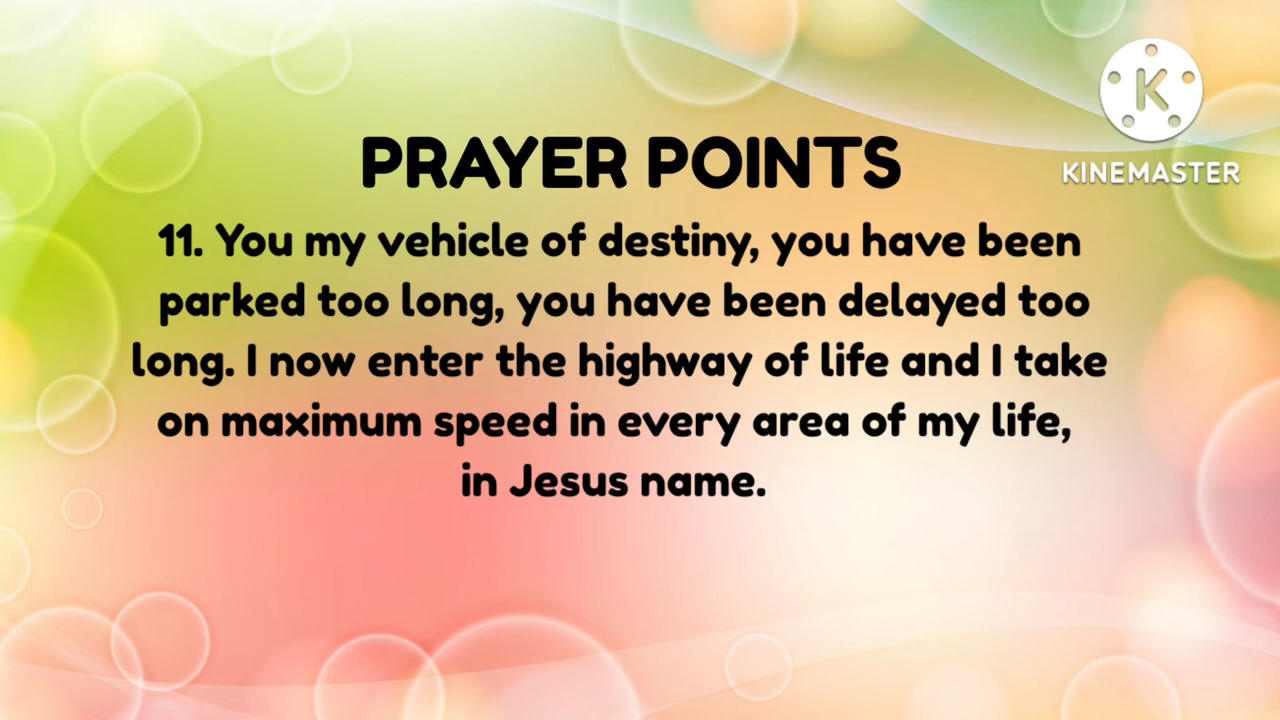 PRAYER POINTS
11. You my vehicle of destiny, you have been
parked too long, you have been delayed too
long. I now enter the highway of life and I take
on maximum speed in every area of my life,
in Jesus name.
K
KINEMASTER